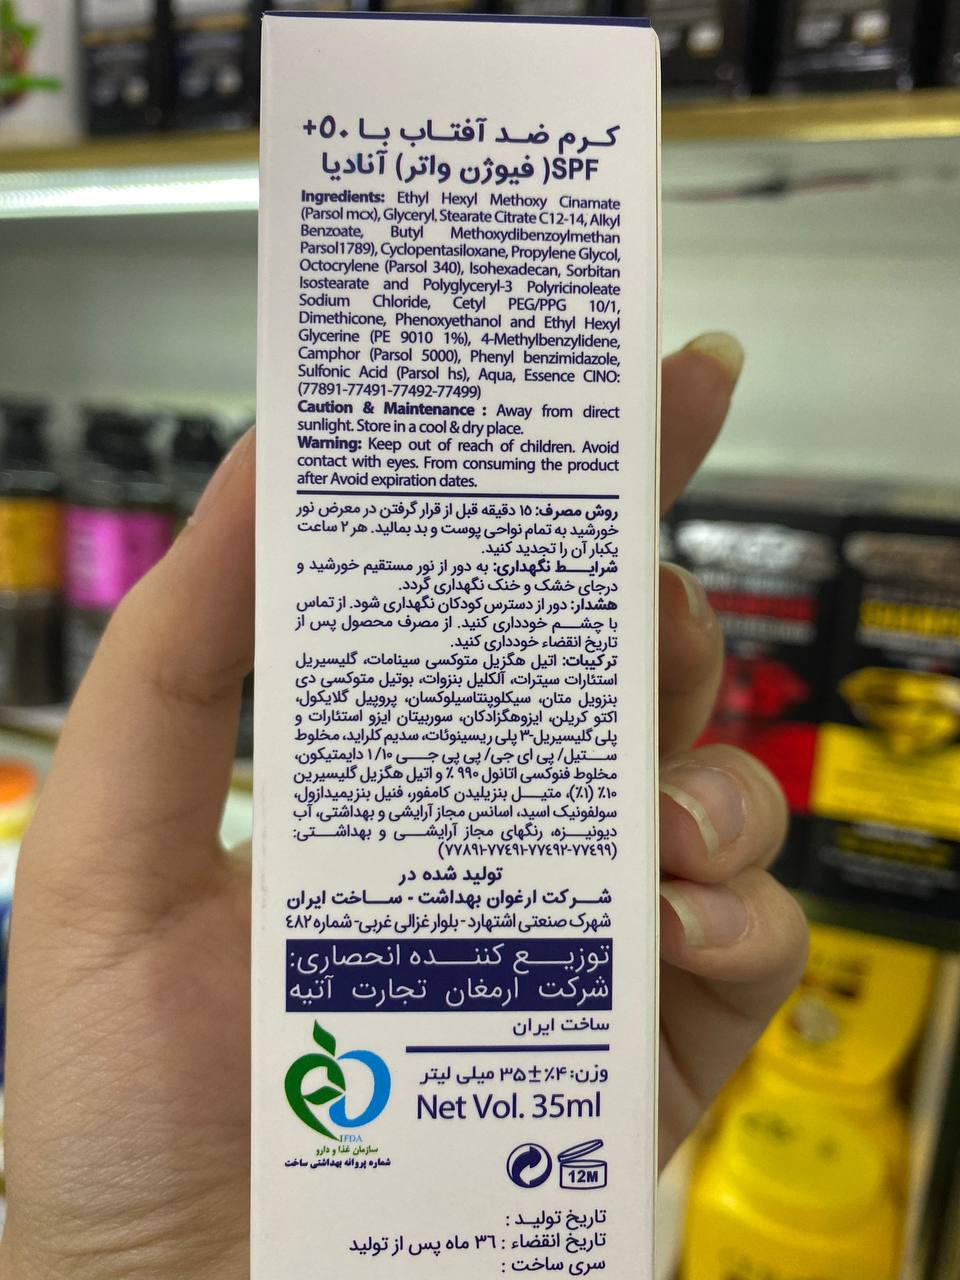 کرم ضد آفتاب با ۵۰+
SPF( فیوژن واتر) آنادیا
Ingredients: Ethyl Hexyl Methoxy Cinamate
(Parsol mcx), Glyceryl, Stearate Citrate C12-14, Alkyl
Benzoate, Butyl Methoxydibenzoylmethan
Parsol1789), Cyclopentasiloxane, Propylene Glycol,
Octocrylene (Parsol 340), Isohexadecan, Sorbitan
Isostearate and Polyglyceryl-3 Polyricinoleate
Sodium Chloride, Cetyl PEG/PPG 10/1,
Dimethicone, Phenoxyethanol and Ethyl Hexyl
Glycerine (PE 9010 1%), 4-Methylbenzylidene,
Camphor (Parsol 5000), Phenyl benzimidazole,
Sulfonic Acid (Parsol hs), Aqua, Essence CINO:
(77891-77491-77492-77499)
Caution & Maintenance : Away from direct
sunlight. Store in a cool & dry place.
Warning: Keep out of reach of children. Avoid
contact with eyes. From consuming the product
after Avoid expiration dates.
روش مصرف: ۱۵ دقیقه قبل از قرار گرفتن در معرض نور
خورشید به تمام نواحی پوست و بد بمالید. هر ۲ ساعت
یکبار آن را تجدید کنید.
شرایط نگهداری: به دور از نور مستقیم خورشید و
درجای خشک و خنک نگهداری گردد.
هشدار: دور از دسترس کودکان نگهداری شود. از تماس
با چشم خودداری کنید. از مصرف محصول پس از
تاریخ انقضاء خودداری کنید.
ترکیبات: اتیل هگزیل متوکسی سینامات، گلیسیریل
استئارات سیترات، آلکلیل بنزوات، بوتیل متوکسی دی
بنزویل متان، سیکلوپنتاسیلوکسان، پروپیل گلایکول،
اکتو کریلن، ایزوهگزادکان، سوربیتان ایزو استئارات و
پلی گلیسیریل-۳ پلی ریسینوئات، سدیم کلراید، مخلوط
ستیل/ پی ای جی/ پی پی جی ۱/۱۰ دایمتیکون،
مخلوط فنوکسی اتانول ۹۹۰ ٪ و اتیل هگزیل گلیسیرین
۱۰٪ (۱٪)، متیل بنزیلیدن کامفور، فنیل بنزیمیدازول،
سولفونیک اسید، اسانس مجاز آرایشی و بهداشتی، آب
دیونیزه، رنگهای مجاز آرایشی و بهداشتی:
(۷۷۸۹۱-۷۷٤۹۱-۷۷٤۹۲-۷۷٤۹۹)
تولید شده در
شرکت ارغوان بهداشت - ساخت ایران
شهرک صنعتی اشتهارد - بلوار غزالی غربی - شماره ٤۸۲
توزیع کننده انحصاری:
شرکت ارمغان تجارت آتیه
ساخت ایران
وزن: ۴٪±۳۵ میلی لیتر
Net Vol. 35ml
IFDA
سازمان غذا و دارو
شماره پروانه بهداشتی ساخت
12M
تاریخ تولید :
تاریخ انقضاء : ۳٦ ماه پس از تولید
سری ساخت :